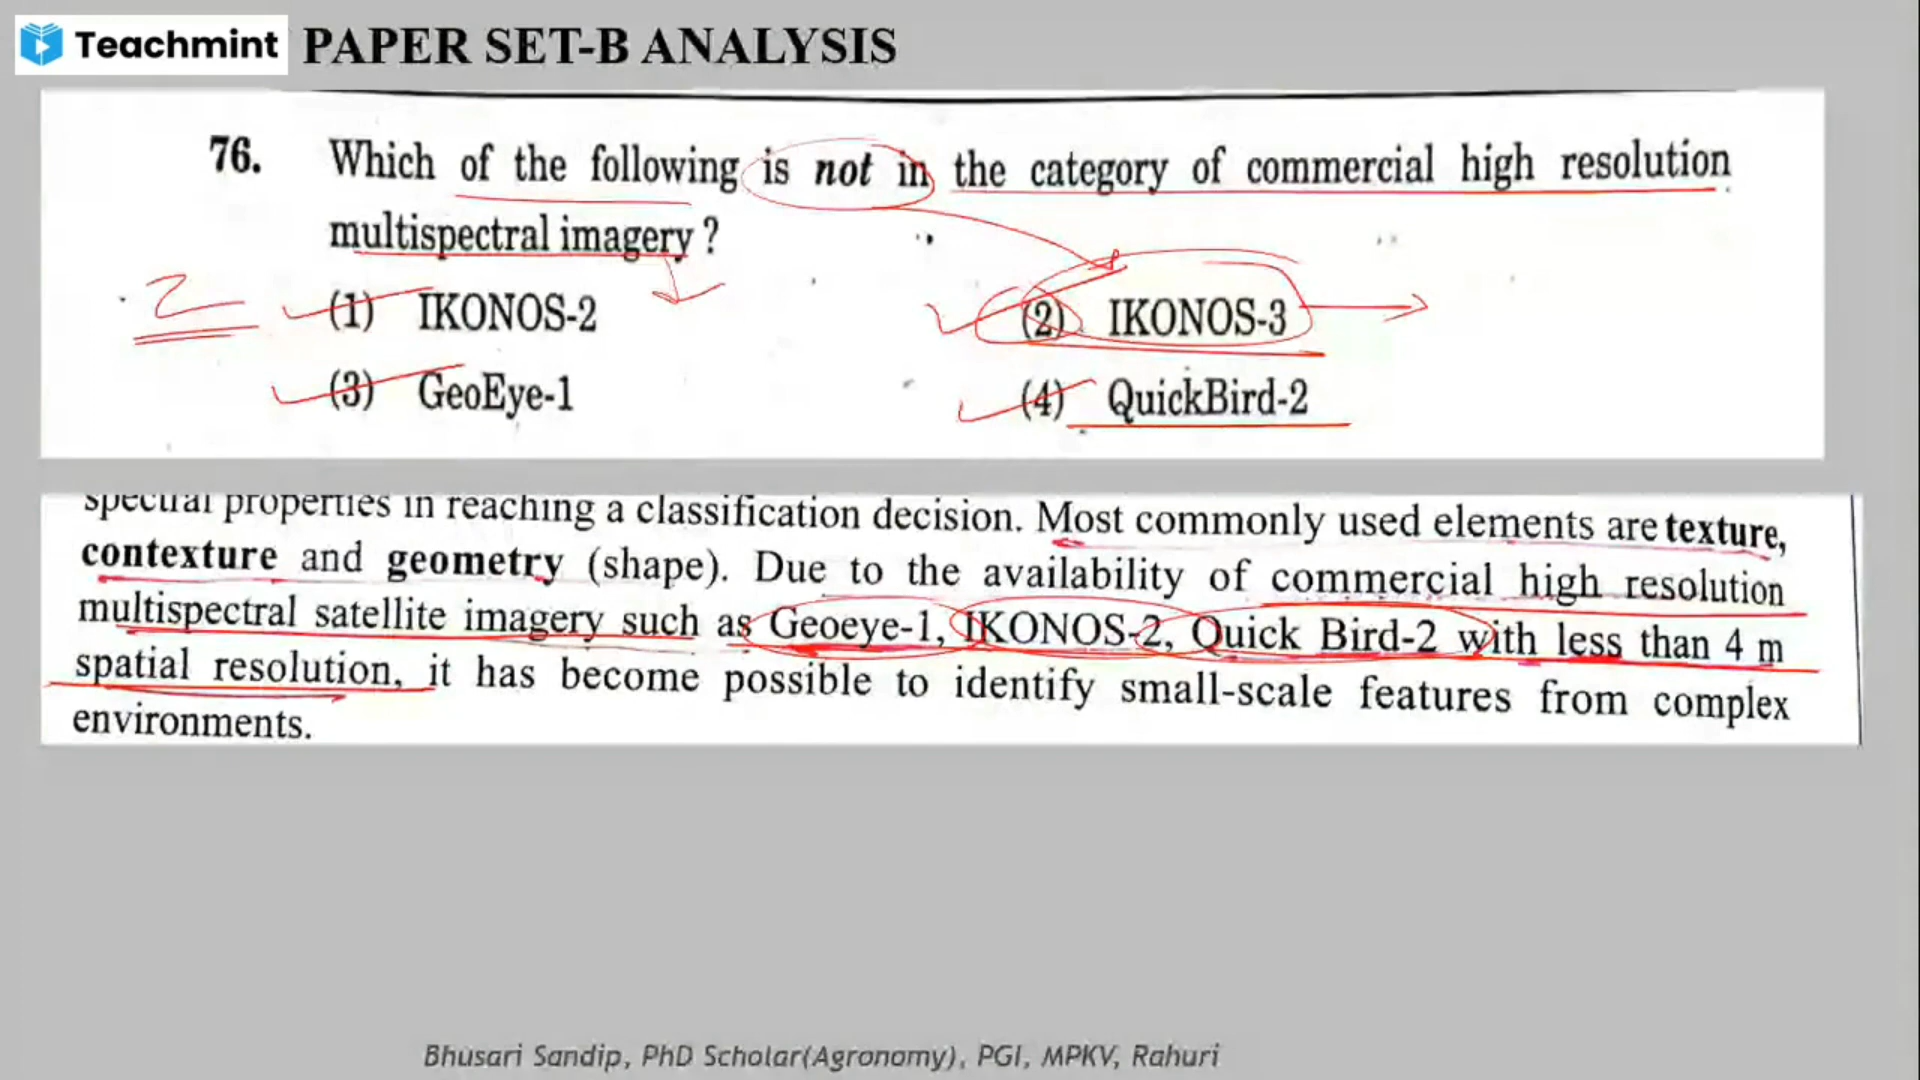 Teachmint PAPER SET-B ANALYSIS
76. Which of the following is not in the category of commercial high resolution
multispectral imagery ?
2 (1) IKONOS-2 (2) IKONOS-3
(3) GeoEye-1 (4) QuickBird-2
spectral properties in reaching a classification decision. Most commonly used elements are texture,
contexture and geometry (shape). Due to the availability of commercial high resolution
multispectral satellite imagery such as Geoeye-1, IKONOS-2, Quick Bird-2 with less than 4 m
spatial resolution, it has become possible to identify small-scale features from complex
environments.
Bhusari Sandip, PhD Scholar(Agronomy), PGI, MPKV, Rahuri